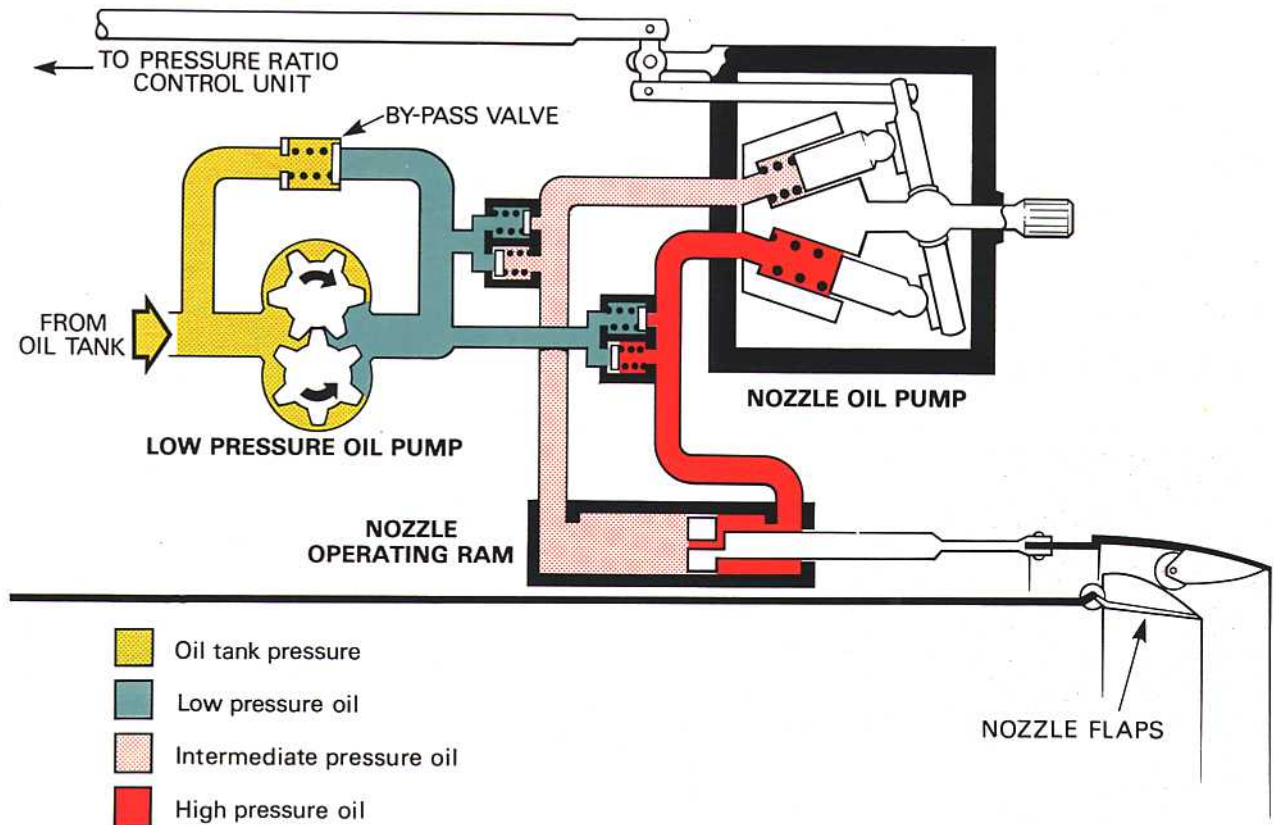 TO PRESSURE RATIO
CONTROL UNIT
BY-PASS VALVE
FROM
OIL TANK
LOW PRESSURE OIL PUMP
NOZZLE OIL PUMP
NOZZLE
OPERATING RAM
Oil tank pressure
Low pressure oil
Intermediate pressure oil
High pressure oil
NOZZLE FLAPS